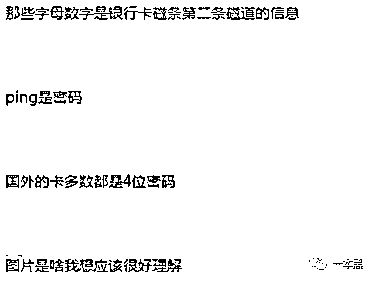 那些字母数字是银行卡磁条第二条磁道的信息
ping是密码
国外的卡多数都是4位密码
图片是啥我想应该很好理解
一本黑